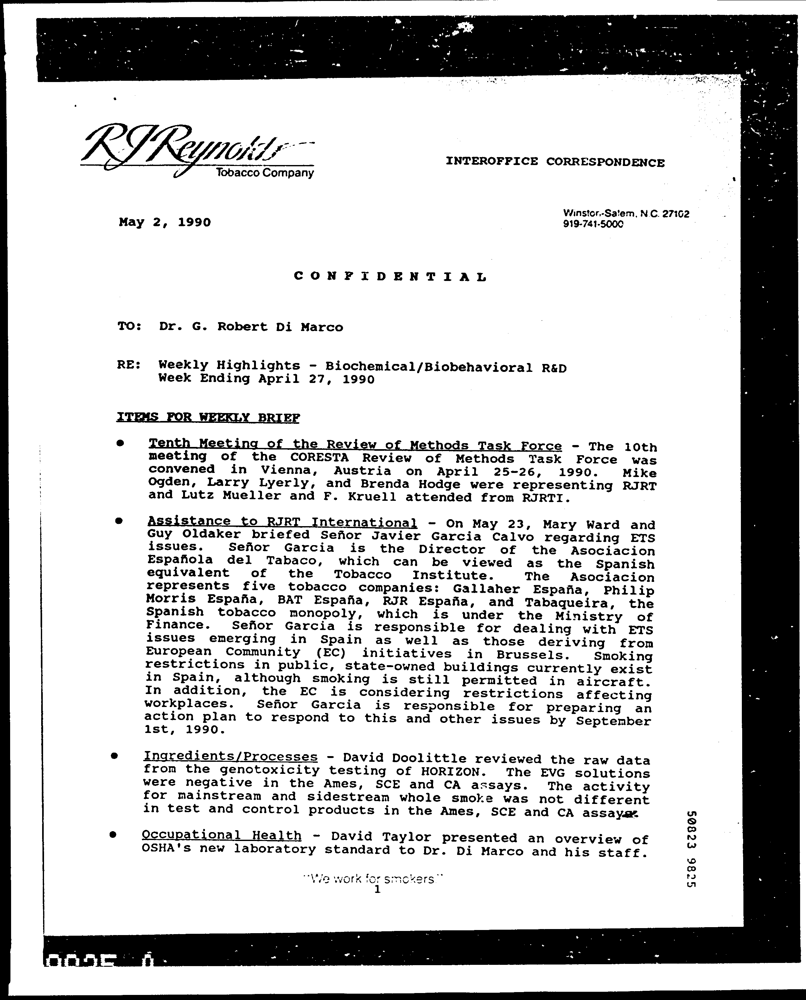 RJReynolds
Tobacco Company
INTEROFFICE CORRESPONDENCE
Winston-Salem, N.C. 27102
919-741-5000
May 2, 1990
CONFIDENTIAL
TO: Dr. G. Robert Di Marco
RE: Weekly Highlights - Biochemical/Biobehavioral R&D
Week Ending April 27, 1990
ITEMS FOR WEEKLY BRIEF
● Tenth Meeting of the Review of Methods Task Force - The 10th
meeting of the CORESTA Review of Methods Task Force was
convened in Vienna, Austria on April 25-26, 1990. Mike
Ogden, Larry Lyerly, and Brenda Hodge were representing RJRT
and Lutz Mueller and F. Kruell attended from RJRTI.
● Assistance to RJRT International - On May 23, Mary Ward and
Guy Oldaker briefed Señor Javier Garcia Calvo regarding ETS
issues. Señor Garcia is the Director of the Asociacion
Española del Tabaco, which can be viewed as the Spanish
equivalent of the Tobacco Institute. The Asociacion
represents five tobacco companies: Gallaher España, Philip
Morris España, BAT España, RJR España, and Tabaqueira, the
Spanish tobacco monopoly, which is under the Ministry of
Finance. Señor Garcia is responsible for dealing with ETS
issues emerging in Spain as well as those deriving from
European Community (EC) initiatives in Brussels. Smoking
restrictions in public, state-owned buildings currently exist
in Spain, although smoking is still permitted in aircraft.
In addition, the EC is considering restrictions affecting
workplaces. Señor Garcia is responsible for preparing an
action plan to respond to this and other issues by September
1st, 1990.
● Ingredients/Processes - David Doolittle reviewed the raw data
from the genotoxicity testing of HORIZON. The EVG solutions
were negative in the Ames, SCE and CA assays. The activity
for mainstream and sidestream whole smoke was not different
in test and control products in the Ames, SCE and CA assays.
● Occupational Health - David Taylor presented an overview of
OSHA's new laboratory standard to Dr. Di Marco and his staff.
"We work for smokers"
1
50823 9825